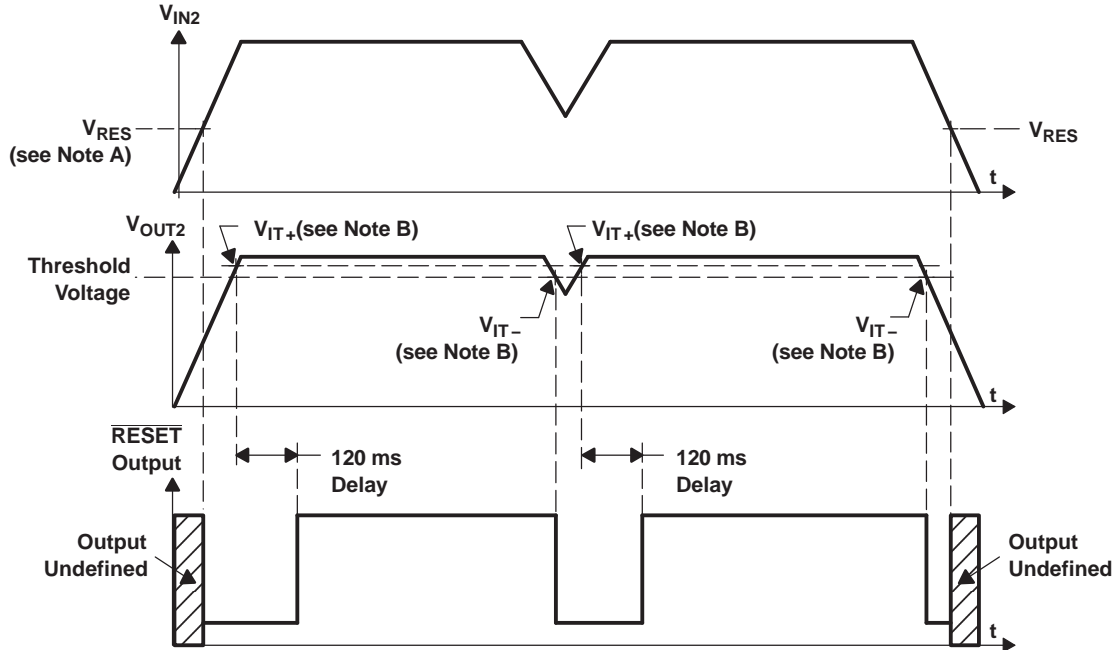 VIN2
VRES
(see Note A)
VRES
t
VOUT2
VIT+(see Note B)
VIT+(see Note B)
Threshold
Voltage
VIT−
(see Note B)
VIT−
(see Note B)
t
RESET
Output
120 ms
Delay
120 ms
Delay
Output
Undefined
Output
Undefined
t